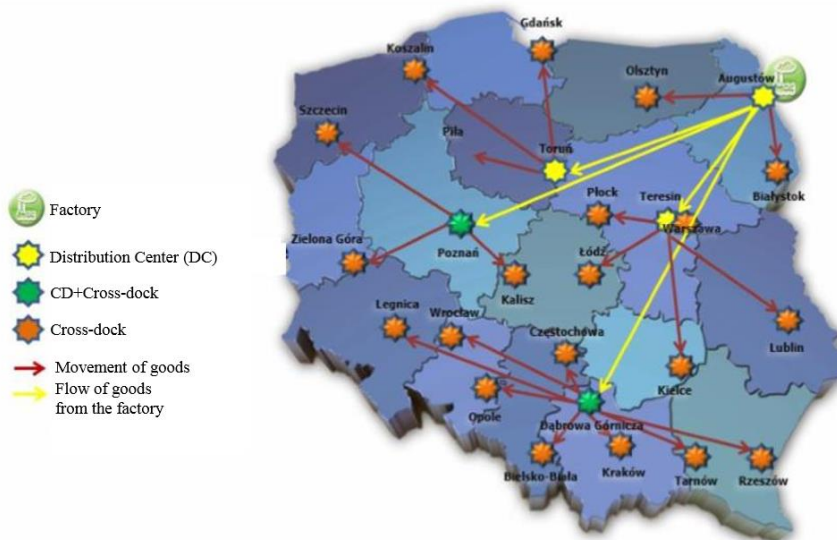 Gdańsk
Koszalin
Olsztyn
Augustów
Szczecin
Piła
Toruń
Białystok
Płock
Teresin
Warszawa
Factory
Distribution Center (DC)
CD+Cross-dock
Cross-dock
Movement of goods
Flow of goods
from the factory
Zielona Góra
Poznań
Łódź
Kalisz
Legnica
Wrocław
Częstochowa
Lublin
Kielce
Opole
Dąbrowa Górnicza
Bielsko-Biała
Kraków
Tarnów
Rzeszów